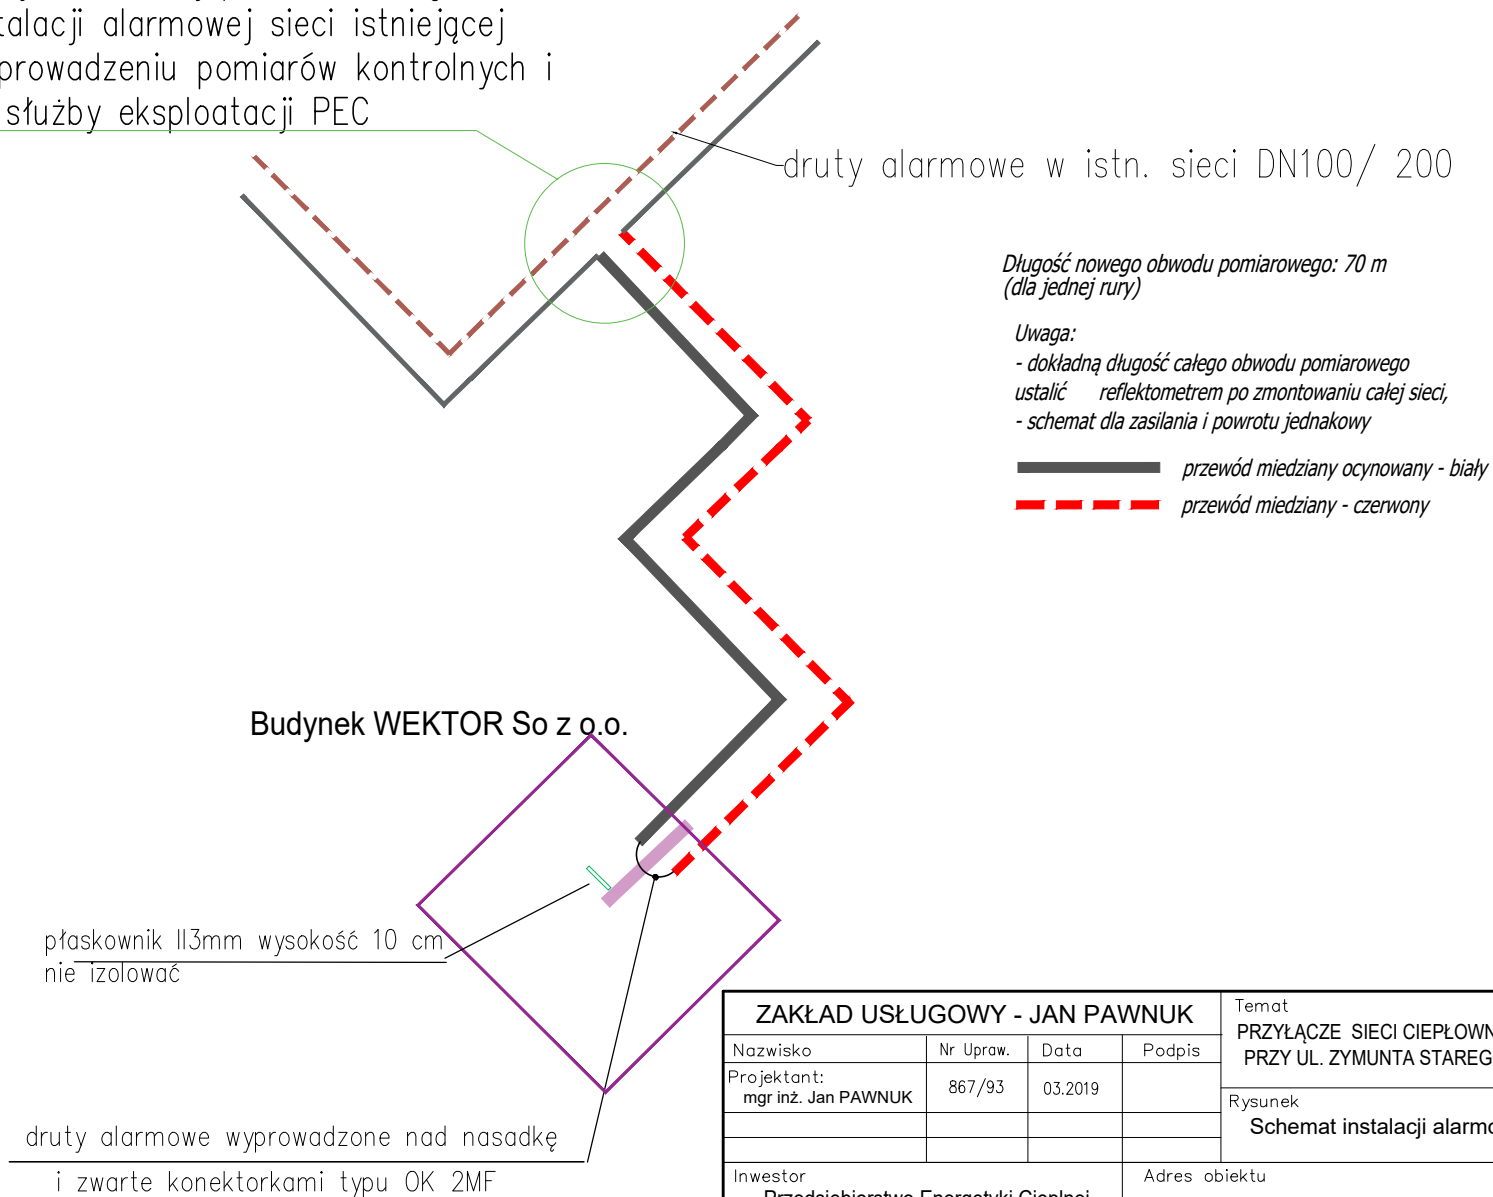 talacji alarmowej sieci istniejącej
prowadzeniu pomiarów kontrolnych i
służby eksploatacji PEC
druty alarmowe w istn. sieci DN100/ 200
Długość nowego obwodu pomiarowego: 70 m
(dla jednej rury)
Uwaga:
- dokładną długość całego obwodu pomiarowego
ustalić reflektometrem po zmontowaniu całej sieci,
- schemat dla zasilania i powrotu jednakowy
przewód miedziany ocynowany - biały
przewód miedziany - czerwony
Budynek WEKTOR So z o.o.
płaskownik II3mm wysokość 10 cm
nie izolować
druty alarmowe wyprowadzone nad nasadkę
i zwarte konektorkami typu OK 2MF
ZAKŁAD USŁUGOWY - JAN PAWNUK
Nazwisko Nr Upraw. Data Podpis
Projektant:
mgr inż. Jan PAWNUK 867/93 03.2019
Temat
PRZYŁĄCZE SIECI CIEPŁOWN
PRZY UL. ZYMUNTA STAREG
Rysunek
Schemat instalacji alarmo
Inwestor
Przedsiębiorstwo Energetyki Cieplnej
Adres obiektu